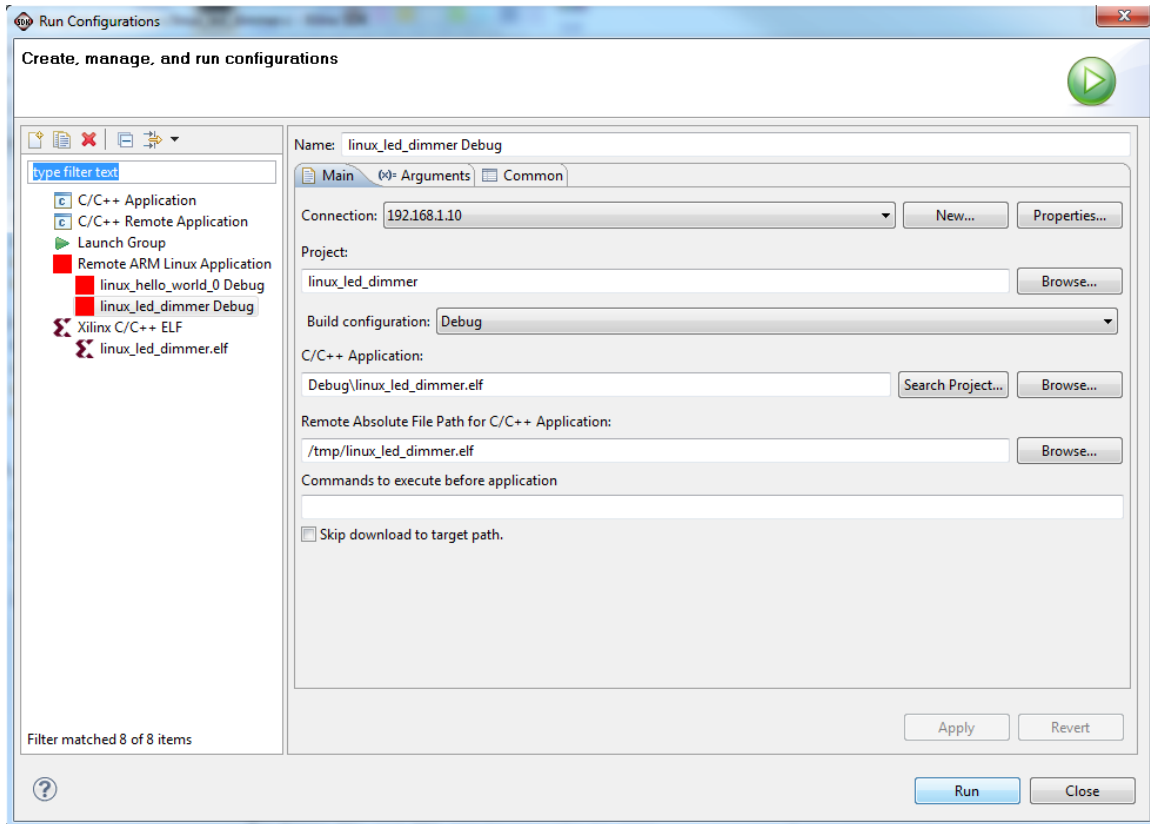 Run Configurations
Create, manage, and run configurations
type filter text
C/C++ Application
C/C++ Remote Application
Launch Group
Remote ARM Linux Application
linux_hello_world_0 Debug
linux_led_dimmer Debug
Xilinx C/C++ ELF
linux_led_dimmer.elf
Filter matched 8 of 8 items
Name: linux_led_dimmer Debug
Main (x)= Arguments Common
Connection: 192.168.1.10 New... Properties...
Project:
linux_led_dimmer Browse...
Build configuration: Debug
C/C++ Application:
Debug\linux_led_dimmer.elf Search Project... Browse...
Remote Absolute File Path for C/C++ Application:
/tmp/linux_led_dimmer.elf Browse...
Commands to execute before application
Skip download to target path.
Apply Revert
Run Close